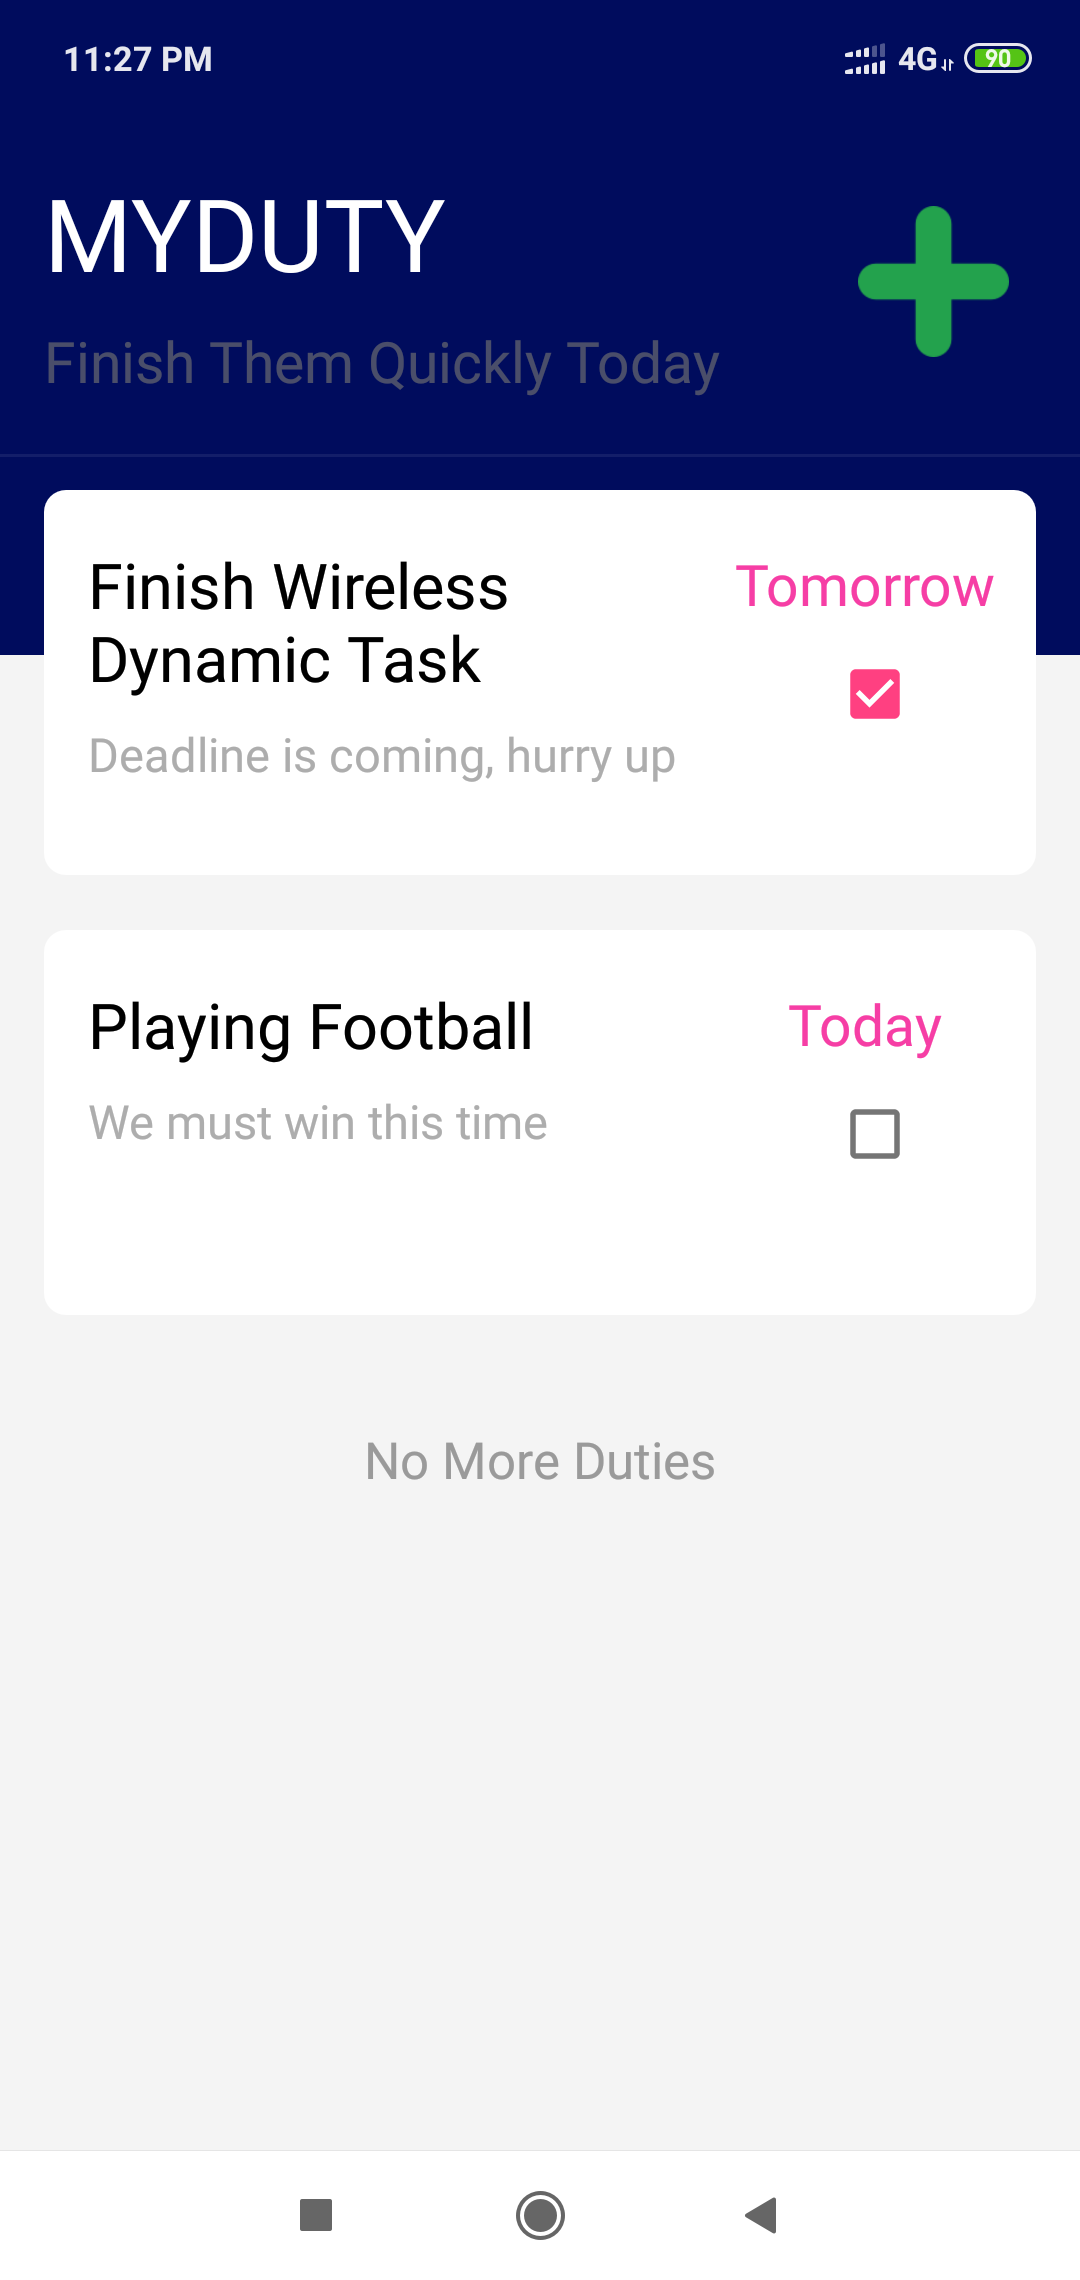 11:27 PM
4G 90
MYDUTY
Finish Them Quickly Today
Finish Wireless
Dynamic Task
Tomorrow
Deadline is coming, hurry up
Playing Football
Today
We must win this time
No More Duties